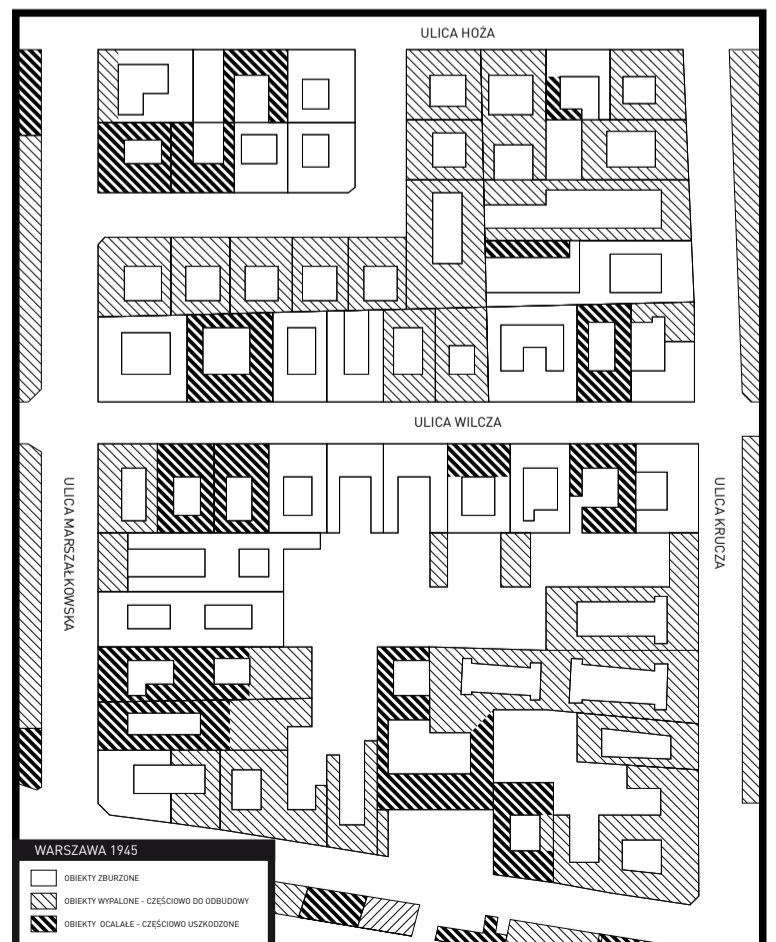 ULICA HOŻA
ULICA WILCZA
ULICA MARSZAŁKOWSKA
ULICA KRUCZA
WARSZAWA 1945
OBIEKTY ZBURZONE
OBIEKTY WYPALONE - CZĘŚCIOWO DO ODBUDOWY
OBIEKTY OCALAŁE - CZĘŚCIOWO USZKODZONE